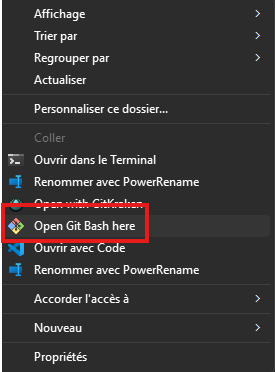 Affichage
Trier par
Regrouper par
Actualiser
Personnaliser ce dossier...
Coller
Ouvrir dans le Terminal
Renommer avec PowerRename
Open with GitKraken
Open Git Bash here
Ouvrir avec Code
Renommer avec PowerRename
Accorder l'accès à
Nouveau
Propriétés